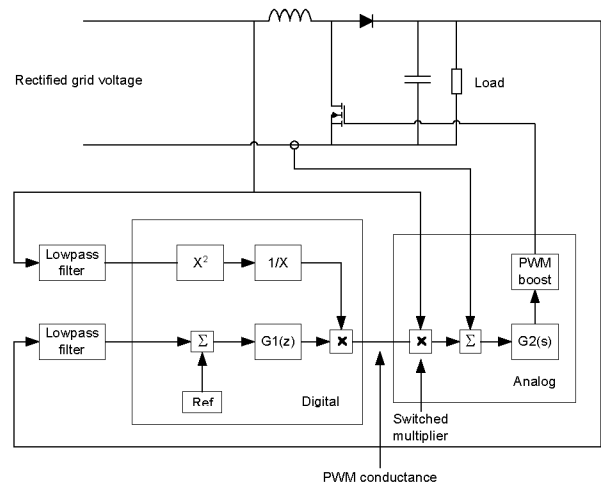 Rectified grid voltage
Load
Lowpass
filter
X²
1/X
PWM
boost
Lowpass
filter
Σ
G1(z)
×
×
Σ
G2(s)
Ref
Digital
Analog
Switched
multiplier
PWM conductance